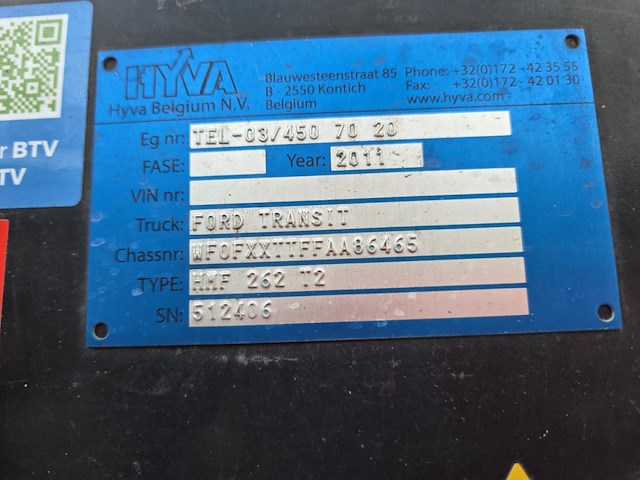 HYVA
Hyva Belgium N.V.
Blauwesteenstraat 85
B - 2550 Kontich
Belgium
Phone: +32(0)172 - 42 35 55
Fax: +32(0)172 - 42 01 30
www.hyva.com
Eg nr: TEL-03/450 70 20
FASE: Year: 2011
VIN nr:
Truck: FORD TRANSIT
Chassnr: WF0FXXTTFFAA86465
TYPE: HMF 262 T2
SN: 512406
r BTV
TV